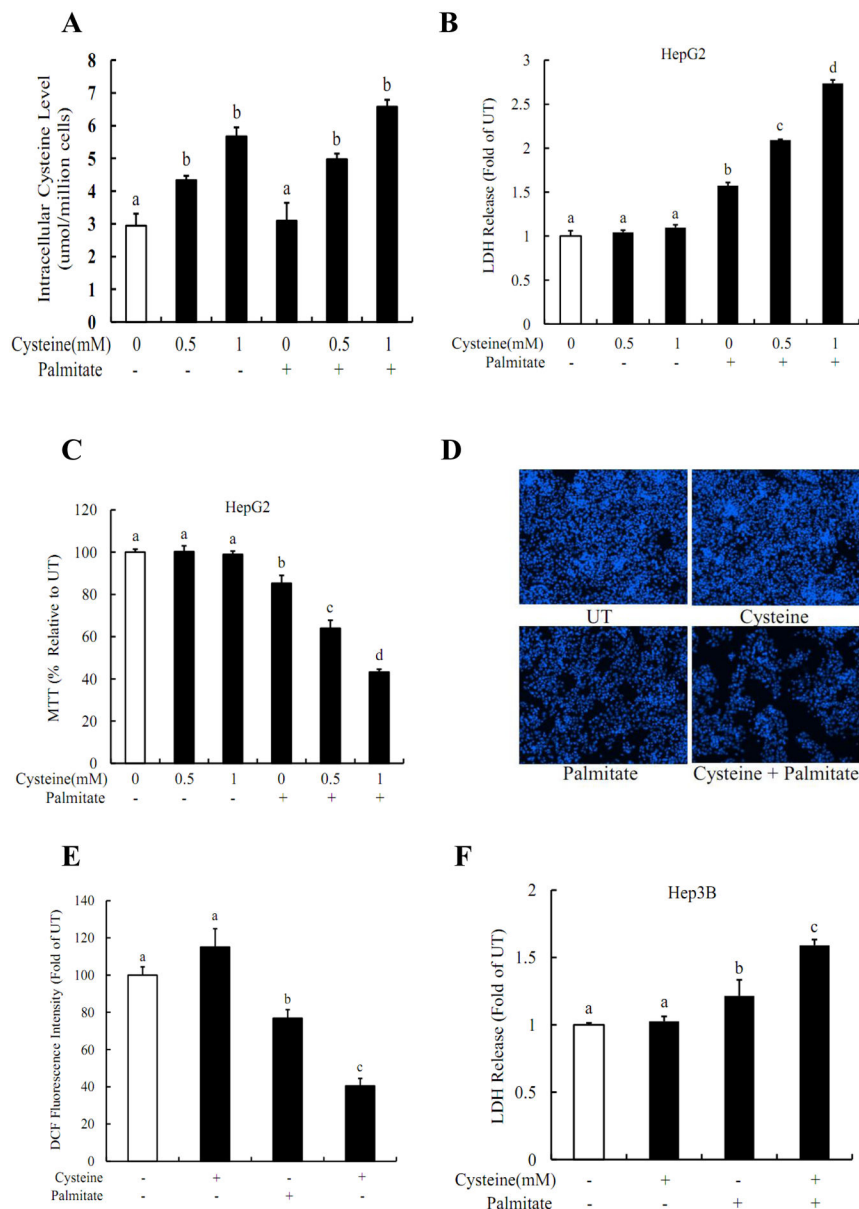 A
Intracellular Cysteine Level
(umol/million cells)
8
7
6
5
4
3
2
1
0
a
b
b
a
b
b
Cysteine(mM) 0 0.5 1 0 0.5 1
Palmitate - - - + + +
B
HepG2
LDH Release (Fold of UT)
3
2.5
2
1.5
1
0.5
0
a
a
a
b
c
d
Cysteine(mM) 0 0.5 1 0 0.5 1
Palmitate - - - + + +
C
HepG2
MTT (% Relative to UT)
120
100
80
60
40
20
0
a
a
a
b
c
d
Cysteine(mM) 0 0.5 1 0 0.5 1
Palmitate - - - + + +
D
UT
Cysteine
Palmitate
Cysteine + Palmitate
E
DCF Fluorescence Intensity (Fold of UT)
140
120
100
80
60
40
20
0
a
a
b
c
Cysteine - + - +
Palmitate - - +
F
Hep3B
LDH Release (Fold of UT)
2
1.5
1
0.5
0
a
a
b
c
Cysteine(mM) - + - +
Palmitate - - + +